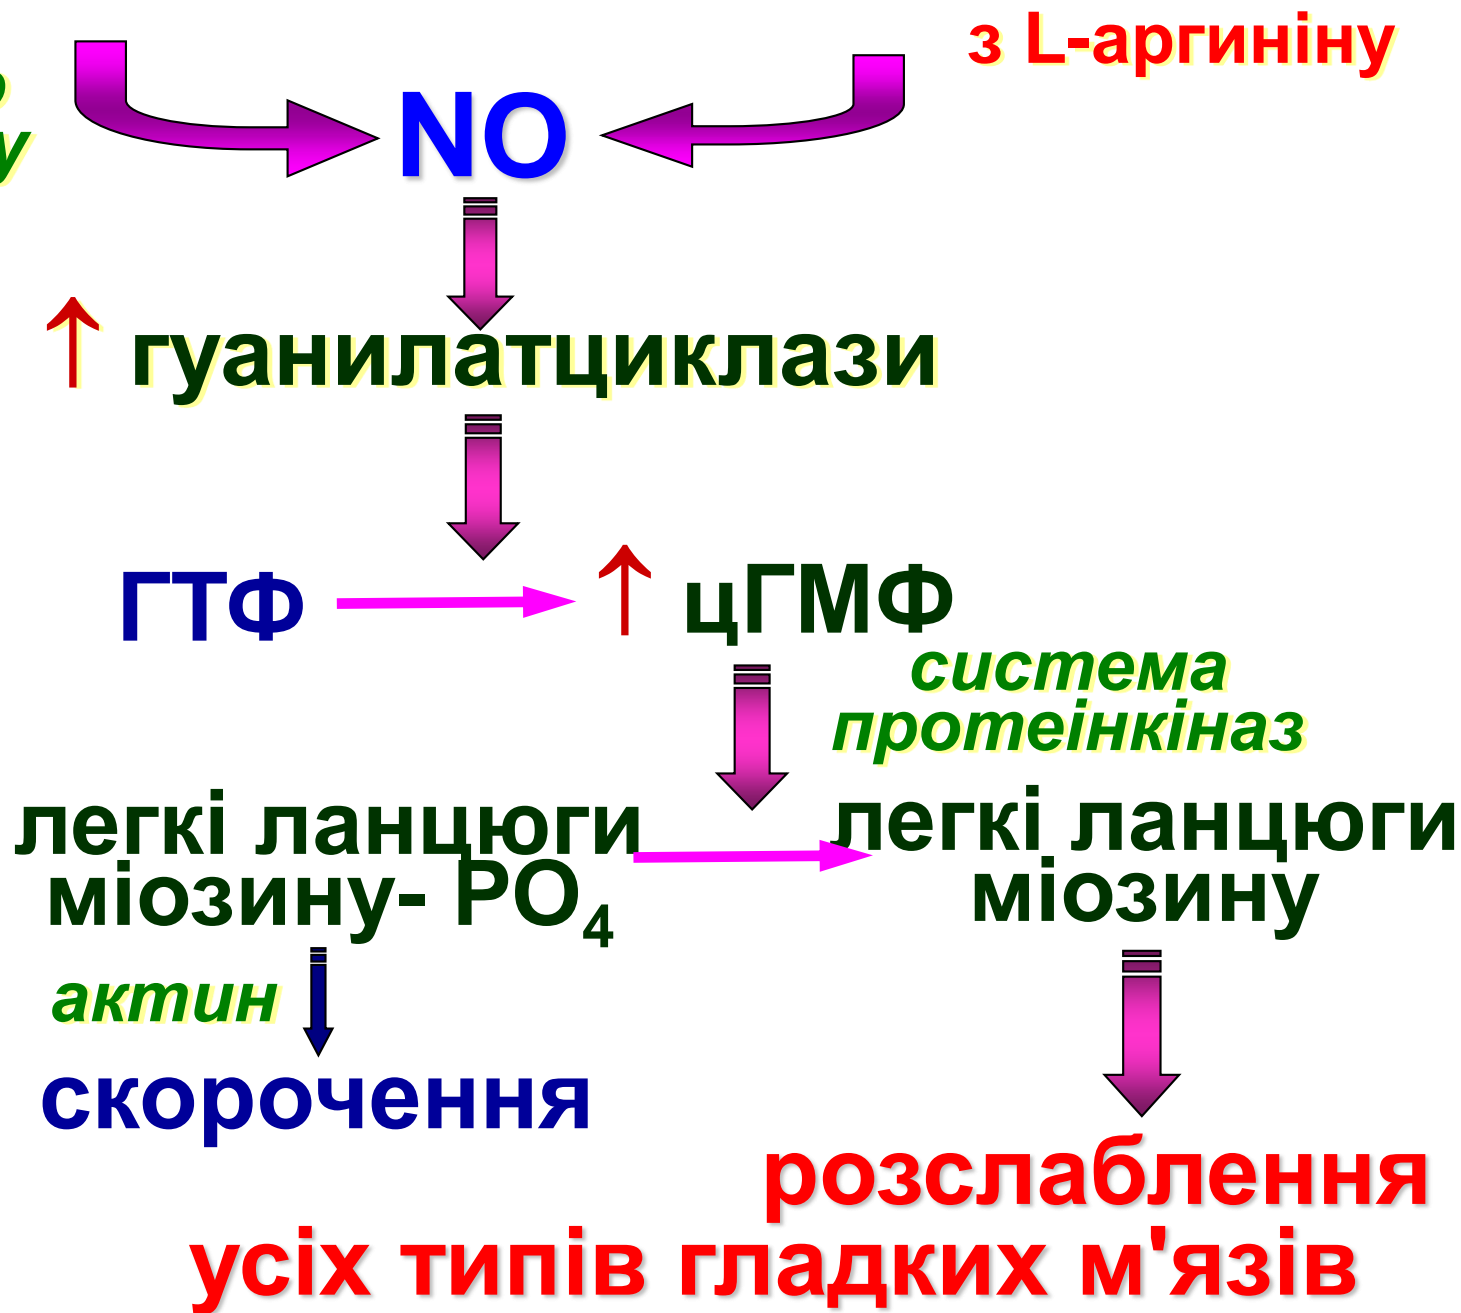 з L-аргиніну
у
NO
↑ гуанилатциклази
ГТФ
↑ цГМФ
система
протеінкіназ
легкі ланцюги
міозину- PO₄
легкі ланцюги
міозину
актин
скорочення
розслаблення
усіх типів гладких м'язів